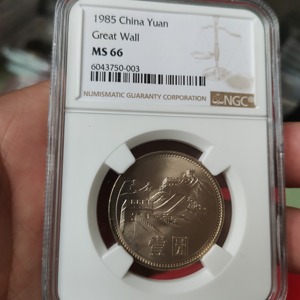 1985 China Yuan
Great Wall
MS 66
6043750-003
NUMISMATIC GUARANTY CORPORATION
NGC
壹圆